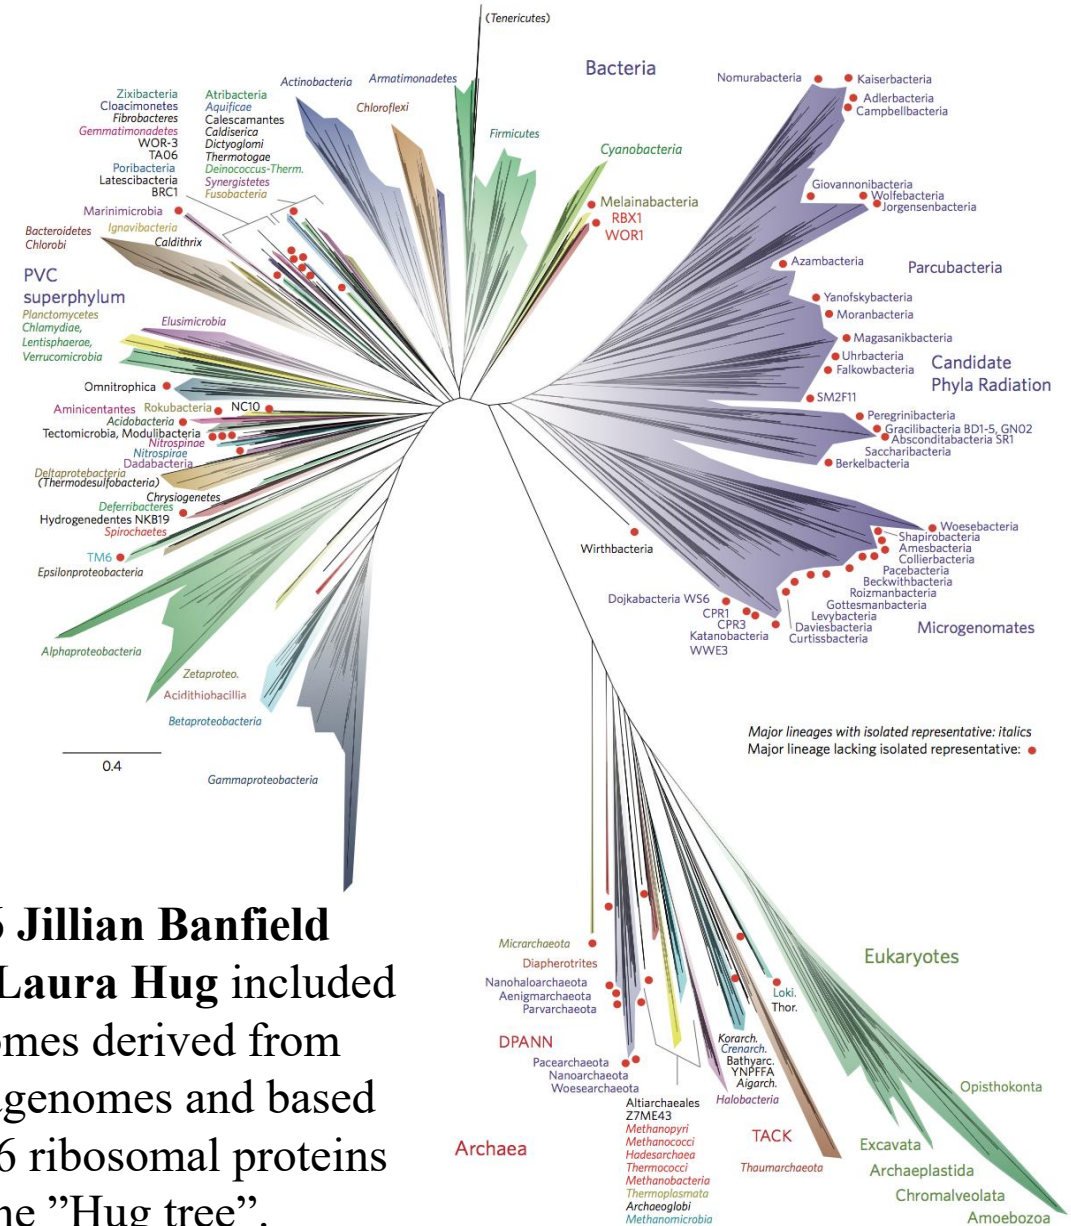 (Tenericutes)
Bacteria
Actinobacteria
Armatimonadetes
Chloroflexi
Firmicutes
Cyanobacteria
Melainabacteria
RBX1
WOR1
Zixibacteria
Cloacimonetes
Fibrobacteres
Gemmatimonadetes
WOR-3
TA06
Poribacteria
Latescibacteria
BRC1
Atribacteria
Aquificae
Calescamantes
Caldiserica
Dictyoglomi
Thermotogae
Deinococcus-Therm.
Synergistetes
Fusobacteria
Marinimicrobia
Ignavibacteria
Caldithrix
Bacteroidetes
Chlorobi
PVC
superphylum
Planctomycetes
Chlamydiae,
Lentisphaerae,
Verrucomicrobia
Elusimicrobia
Omnitrophica
Aminicentantes
Rokubacteria
NC10
Acidobacteria
Tectomicrobia, Modulibacteria
Nitrospinae
Nitrospirae
Dadabacteria
Deltaproteobacteria
(Thermodesulfobacteria)
Chrysiogenetes
Deferribacteres
Hydrogenedentes NKB19
Spirochaetes
TM6
Epsilonproteobacteria
Alphaproteobacteria
Zetaproteo.
Acidithiobacillia
Betaproteobacteria
Gammaproteobacteria
0.4
Nomurabacteria
Kaiserbacteria
Adlerbacteria
Campbellbacteria
Giovannonibacteria
Wolfebacteria
Jorgensenbacteria
Azambacteria
Parcubacteria
Yanofskybacteria
Moranbacteria
Magasanikbacteria
Uhrbacteria
Falkowbacteria
Candidate
Phyla Radiation
SM2F11
Peregrinibacteria
Gracilibacteria BD1-5, GNO2
Absconditabacteria SR1
Saccharibacteria
Berkelbacteria
Woesebacteria
Shapirobacteria
Amesbacteria
Collierbacteria
Pacebacteria
Beckwithbacteria
Roizmanbacteria
Gottesmanbacteria
Levybacteria
Daviesbacteria
Curtissbacteria
Microgenomates
Wirthbacteria
Dojkabacteria WS6
CPR1
CPR3
Katanobacteria
WWE3
Major lineages with isolated representative: italics
Major lineage lacking isolated representative:
6 Jillian Banfield
Laura Hug included
omes derived from
agenomes and based
6 ribosomal proteins
he ”Hug tree”.
Micrarchaeota
Diapherotrites
Nanohaloarchaeota
Aenigmarchaeota
Parvarchaeota
DPANN
Pacearchaeota
Nanoarchaeota
Woesearchaeota
Archaea
Altiarchaeales
Z7ME43
Methanopyri
Methanococci
Hadesarchaea
Thermococci
Methanobacteria
Thermoplasmata
Archaeoglobi
Methanomicrobia
Halobacteria
Korarch.
Crenarch.
Bathyarc.
YNPFFA
Aigarch.
TACK
Thaumarchaeota
Loki.
Thor.
Eukaryotes
Opisthokonta
Excavata
Archaeplastida
Chromalveolata
Amoebozoa